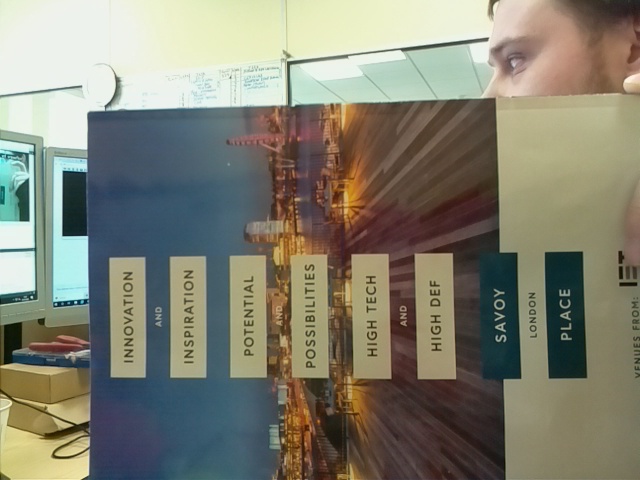 INNOVATION
AND
INSPIRATION
POTENTIAL
AND
POSSIBILITIES
HIGH TECH
AND
HIGH DEF
SAVOY
LONDON
PLACE
VENUES FROM: